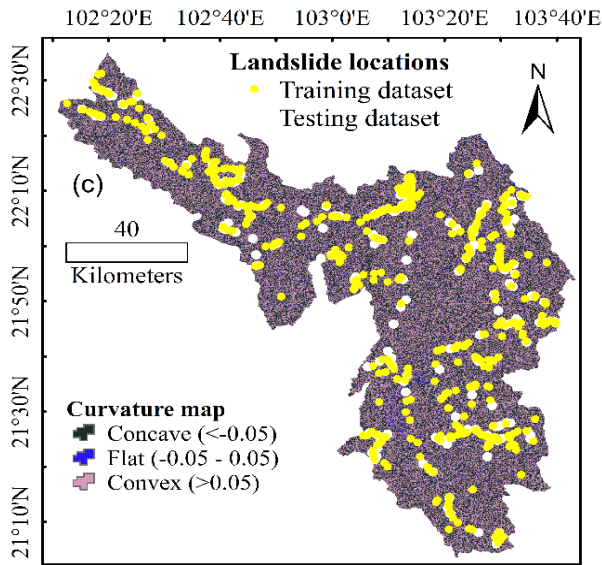 102°20'E 102°40'E 103°0'E 103°20'E 103°40'E
22°30'N
22°10'N
21°50'N
21°30'N
21°10'N
Landslide locations
Training dataset
Testing dataset
N
(c)
40
Kilometers
Curvature map
Concave (<-0.05)
Flat (-0.05 - 0.05)
Convex (>0.05)